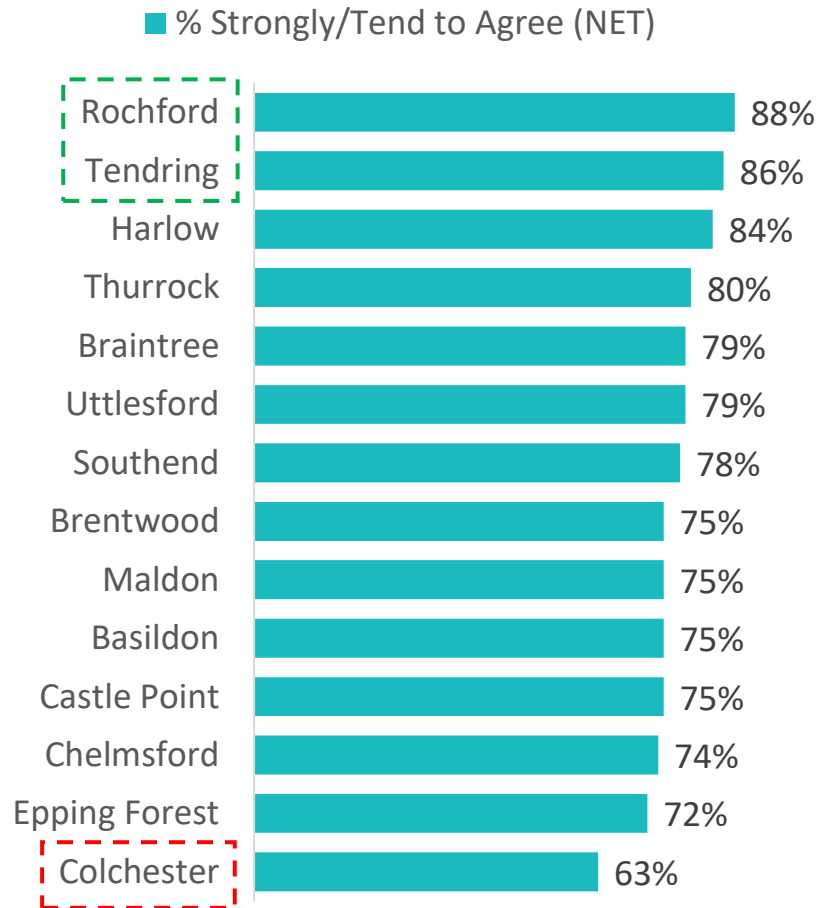 % Strongly/Tend to Agree (NET)
Rochford 88%
Tendring 86%
Harlow 84%
Thurrock 80%
Braintree 79%
Uttlesford 79%
Southend 78%
Brentwood 75%
Maldon 75%
Basildon 75%
Castle Point 75%
Chelmsford 74%
Epping Forest 72%
Colchester 63%